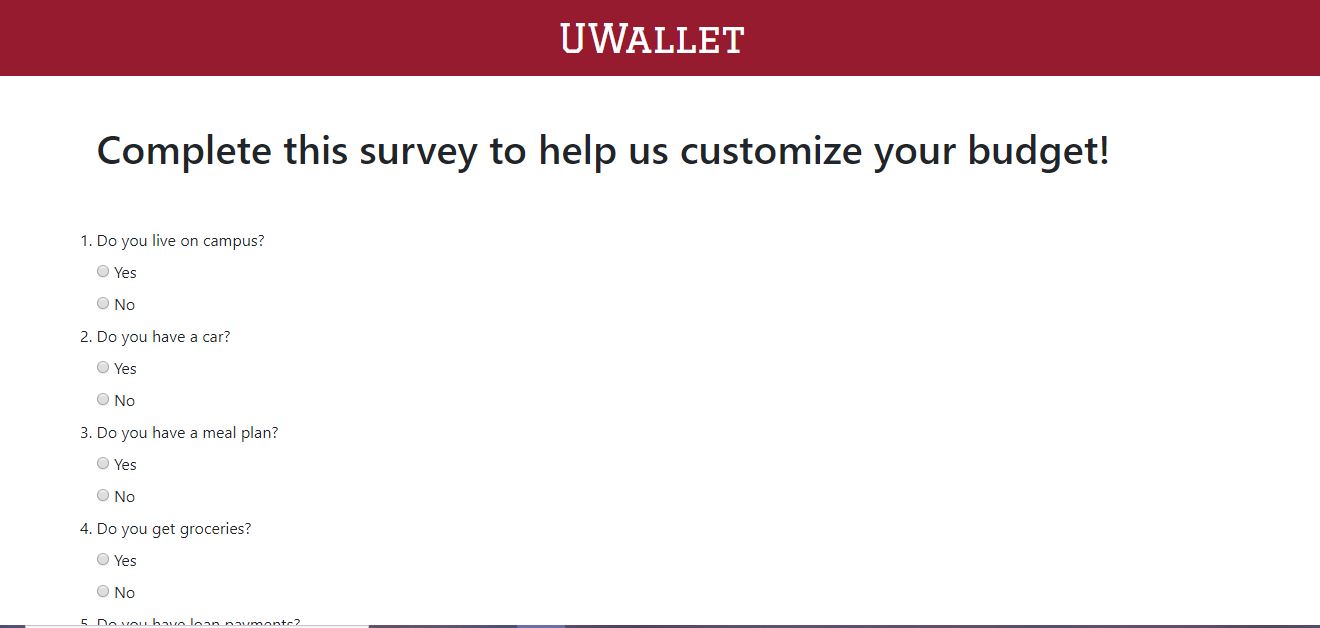 UWALLET
Complete this survey to help us customize your budget!
1. Do you live on campus?
Yes
No
2. Do you have a car?
Yes
No
3. Do you have a meal plan?
Yes
No
4. Do you get groceries?
Yes
No
5. Do you have loan payments?